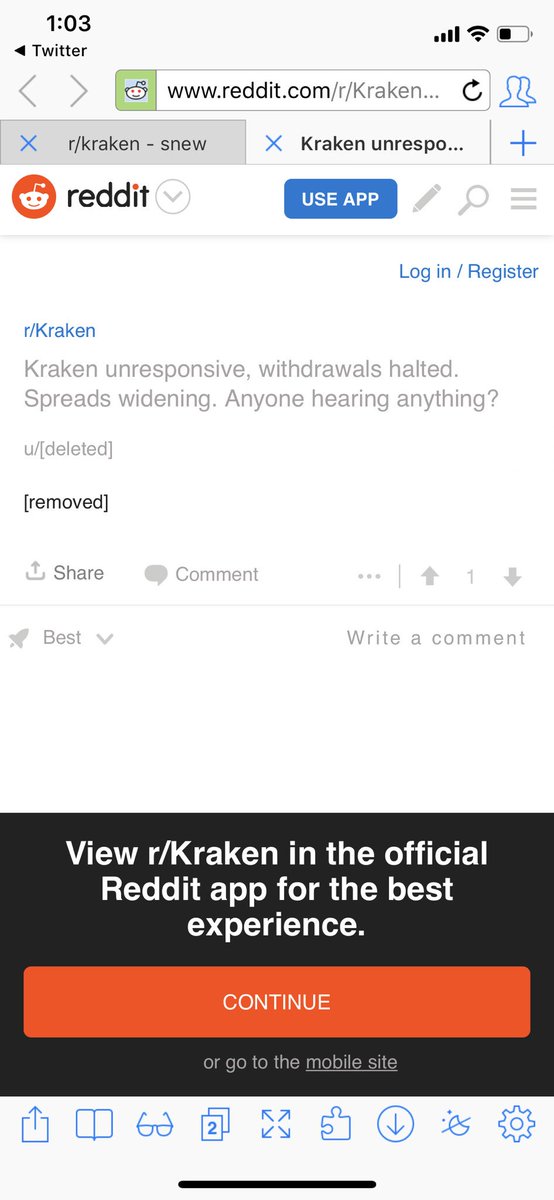 1:03
◀ Twitter
www.reddit.com/r/Kraken...
r/kraken - snew
Kraken unrespo...
reddit
USE APP
Log in / Register
r/Kraken
Kraken unresponsive, withdrawals halted.
Spreads widening. Anyone hearing anything?
u/[deleted]
[removed]
Share
Comment
1
Best
Write a comment
View r/Kraken in the official
Reddit app for the best
experience.
CONTINUE
or go to the mobile site
2